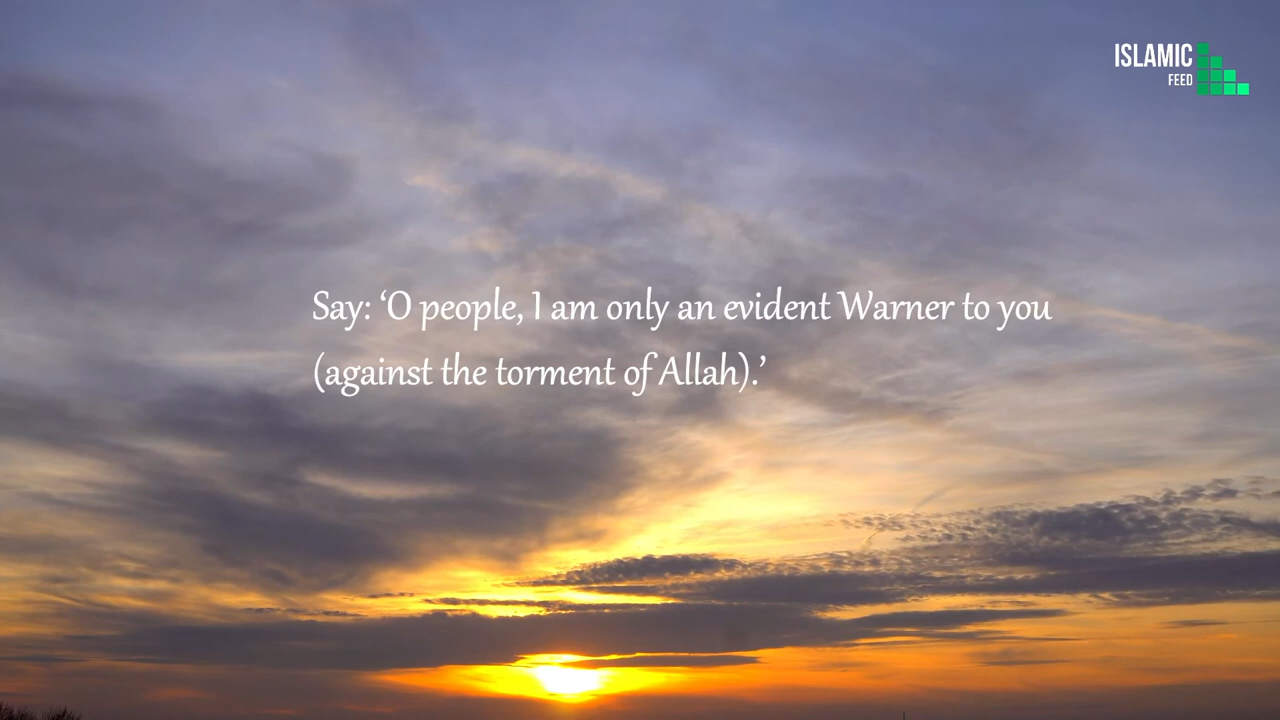 ISLAMIC
FEED
Say: ‘O people, I am only an evident Warner to you
(against the torment of Allah).’